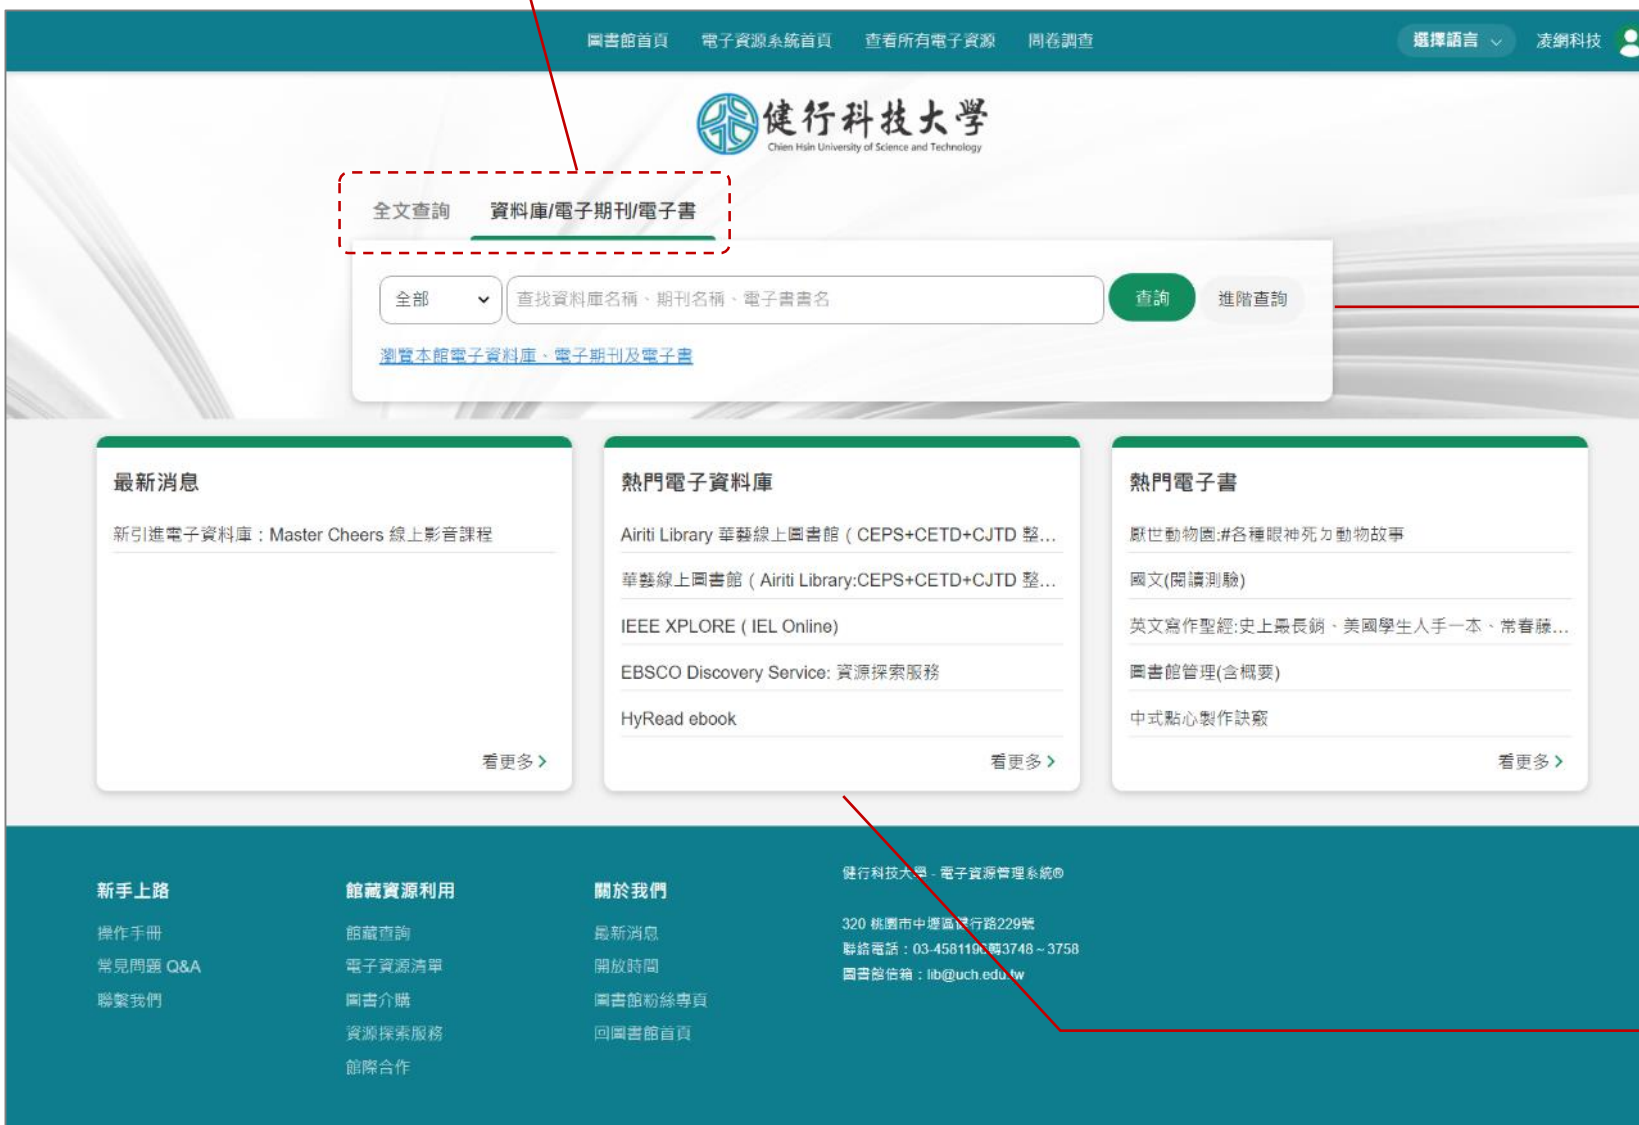 圖書館首頁 電子資源系統首頁 查看所有電子資源 問卷調查 選擇語言 凌網科技
健行科技大學
Chien Hsin University of Science and Technology
全文查詢 資料庫/電子期刊/電子書
全部 查找資料庫名稱、期刊名稱、電子書書名 查詢 進階查詢
瀏覽本館電子資料庫、電子期刊及電子書
最新消息
新引進電子資料庫：Master Cheers 線上影音課程
看更多
熱門電子資料庫
Airiti Library 華藝線上圖書館 ( CEPS+CETD+CJTD 整...
華藝線上圖書館 ( Airiti Library:CEPS+CETD+CJTD 整...
IEEE XPLORE ( IEL Online)
EBSCO Discovery Service: 資源探索服務
HyRead ebook
看更多
熱門電子書
厭世動物園:#各種眼神死ㄉ動物故事
國文(閱讀測驗)
英文寫作聖經:史上最長銷、美國學生人手一本、常春藤...
圖書館管理(含概要)
中式點心製作訣竅
看更多
新手上路
操作手冊
常見問題 Q&A
聯繫我們
館藏資源利用
館藏查詢
電子資源清單
圖書介購
資源探索服務
館際合作
關於我們
最新消息
開放時間
圖書館粉絲專頁
回圖書館首頁
健行科技大學 - 電子資源管理系統®
320 桃園市中壢區健行路229號
聯絡電話：03-4581196轉3748～3758
圖書館信箱：lib@uch.edu.tw